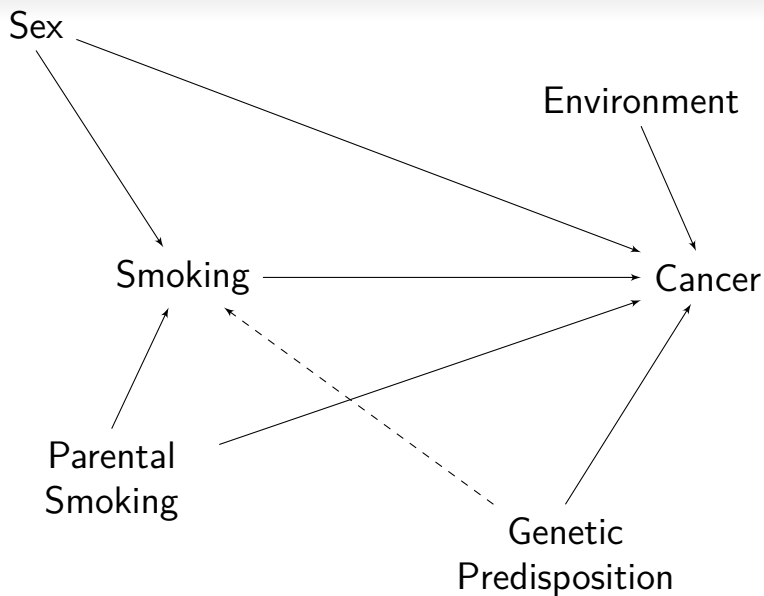 Sex
Environment
Smoking
Cancer
Parental
Smoking
Genetic
Predisposition